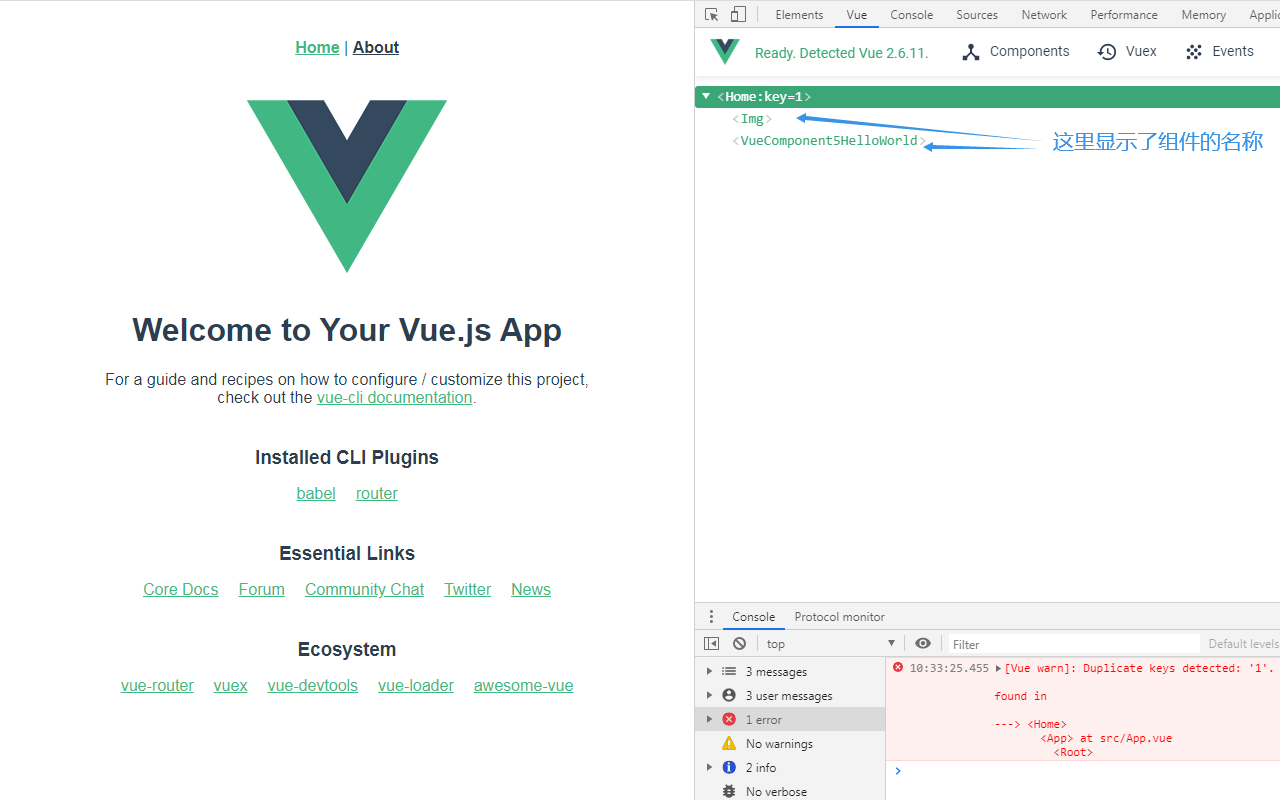 Home | About
Welcome to Your Vue.js App
For a guide and recipes on how to configure / customize this project,
check out the vue-cli documentation.
Installed CLI Plugins
babel router
Essential Links
Core Docs Forum Community Chat Twitter News
Ecosystem
vue-router vuex vue-devtools vue-loader awesome-vue
Elements Vue Console Sources Network Performance Memory Applic
Ready. Detected Vue 2.6.11. Components Vuex Events
<Home:key=1>
<Img>
<VueComponent5HelloWorld>
这里显示了组件的名称
Console Protocol monitor
top Filter Default levels
3 messages
3 user messages
1 error
No warnings
2 info
No verbose
10:33:25.455 [Vue warn]: Duplicate keys detected: '1'.
found in
---> <Home>
<App> at src/App.vue
<Root>